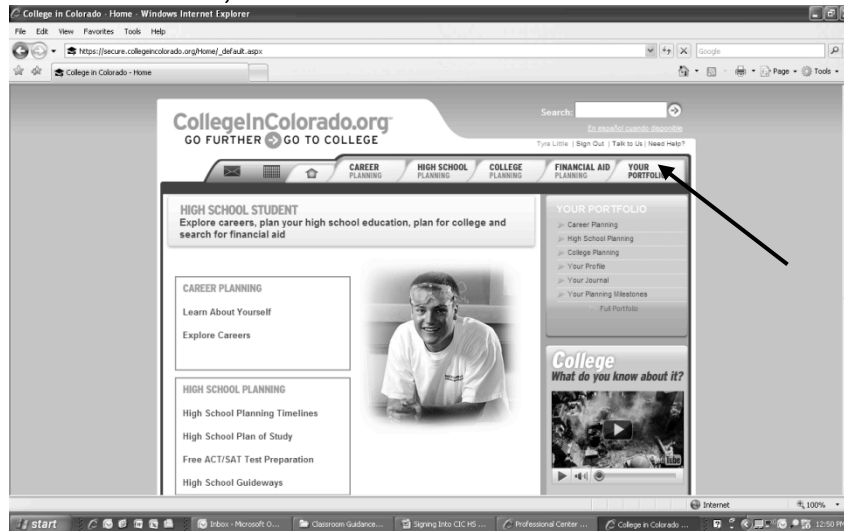 College in Colorado - Home - Windows Internet Explorer
File Edit View Favorites Tools Help
https://secure.collegeincolorado.org/Home/_default.aspx
Google
College in Colorado - Home
Page Tools
CollegeInColorado.org
GO FURTHER GO TO COLLEGE
Search:
En español cuando disponible
Tyra Little | Sign Out | Talk to Us | Need Help?
CAREER PLANNING
HIGH SCHOOL PLANNING
COLLEGE PLANNING
FINANCIAL AID PLANNING
YOUR PORTFOLIO
HIGH SCHOOL STUDENT
Explore careers, plan your high school education, plan for college and
search for financial aid
YOUR PORTFOLIO
Career Planning
High School Planning
College Planning
Your Profile
Your Journal
Your Planning Milestones
Full Portfolio
CAREER PLANNING
Learn About Yourself
Explore Careers
College
What do you know about it?
HIGH SCHOOL PLANNING
High School Planning Timelines
High School Plan of Study
Free ACT/SAT Test Preparation
High School Guideways
Internet
100%
start
Inbox - Microsoft O...
Classroom Guidance...
Signing Into CIC HS ...
Professional Center ...
College in Colorado ...
12:50 PM